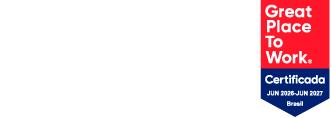 Great
Place
To
Work®
Certificada
JUN 2026-JUN 2027
Brasil